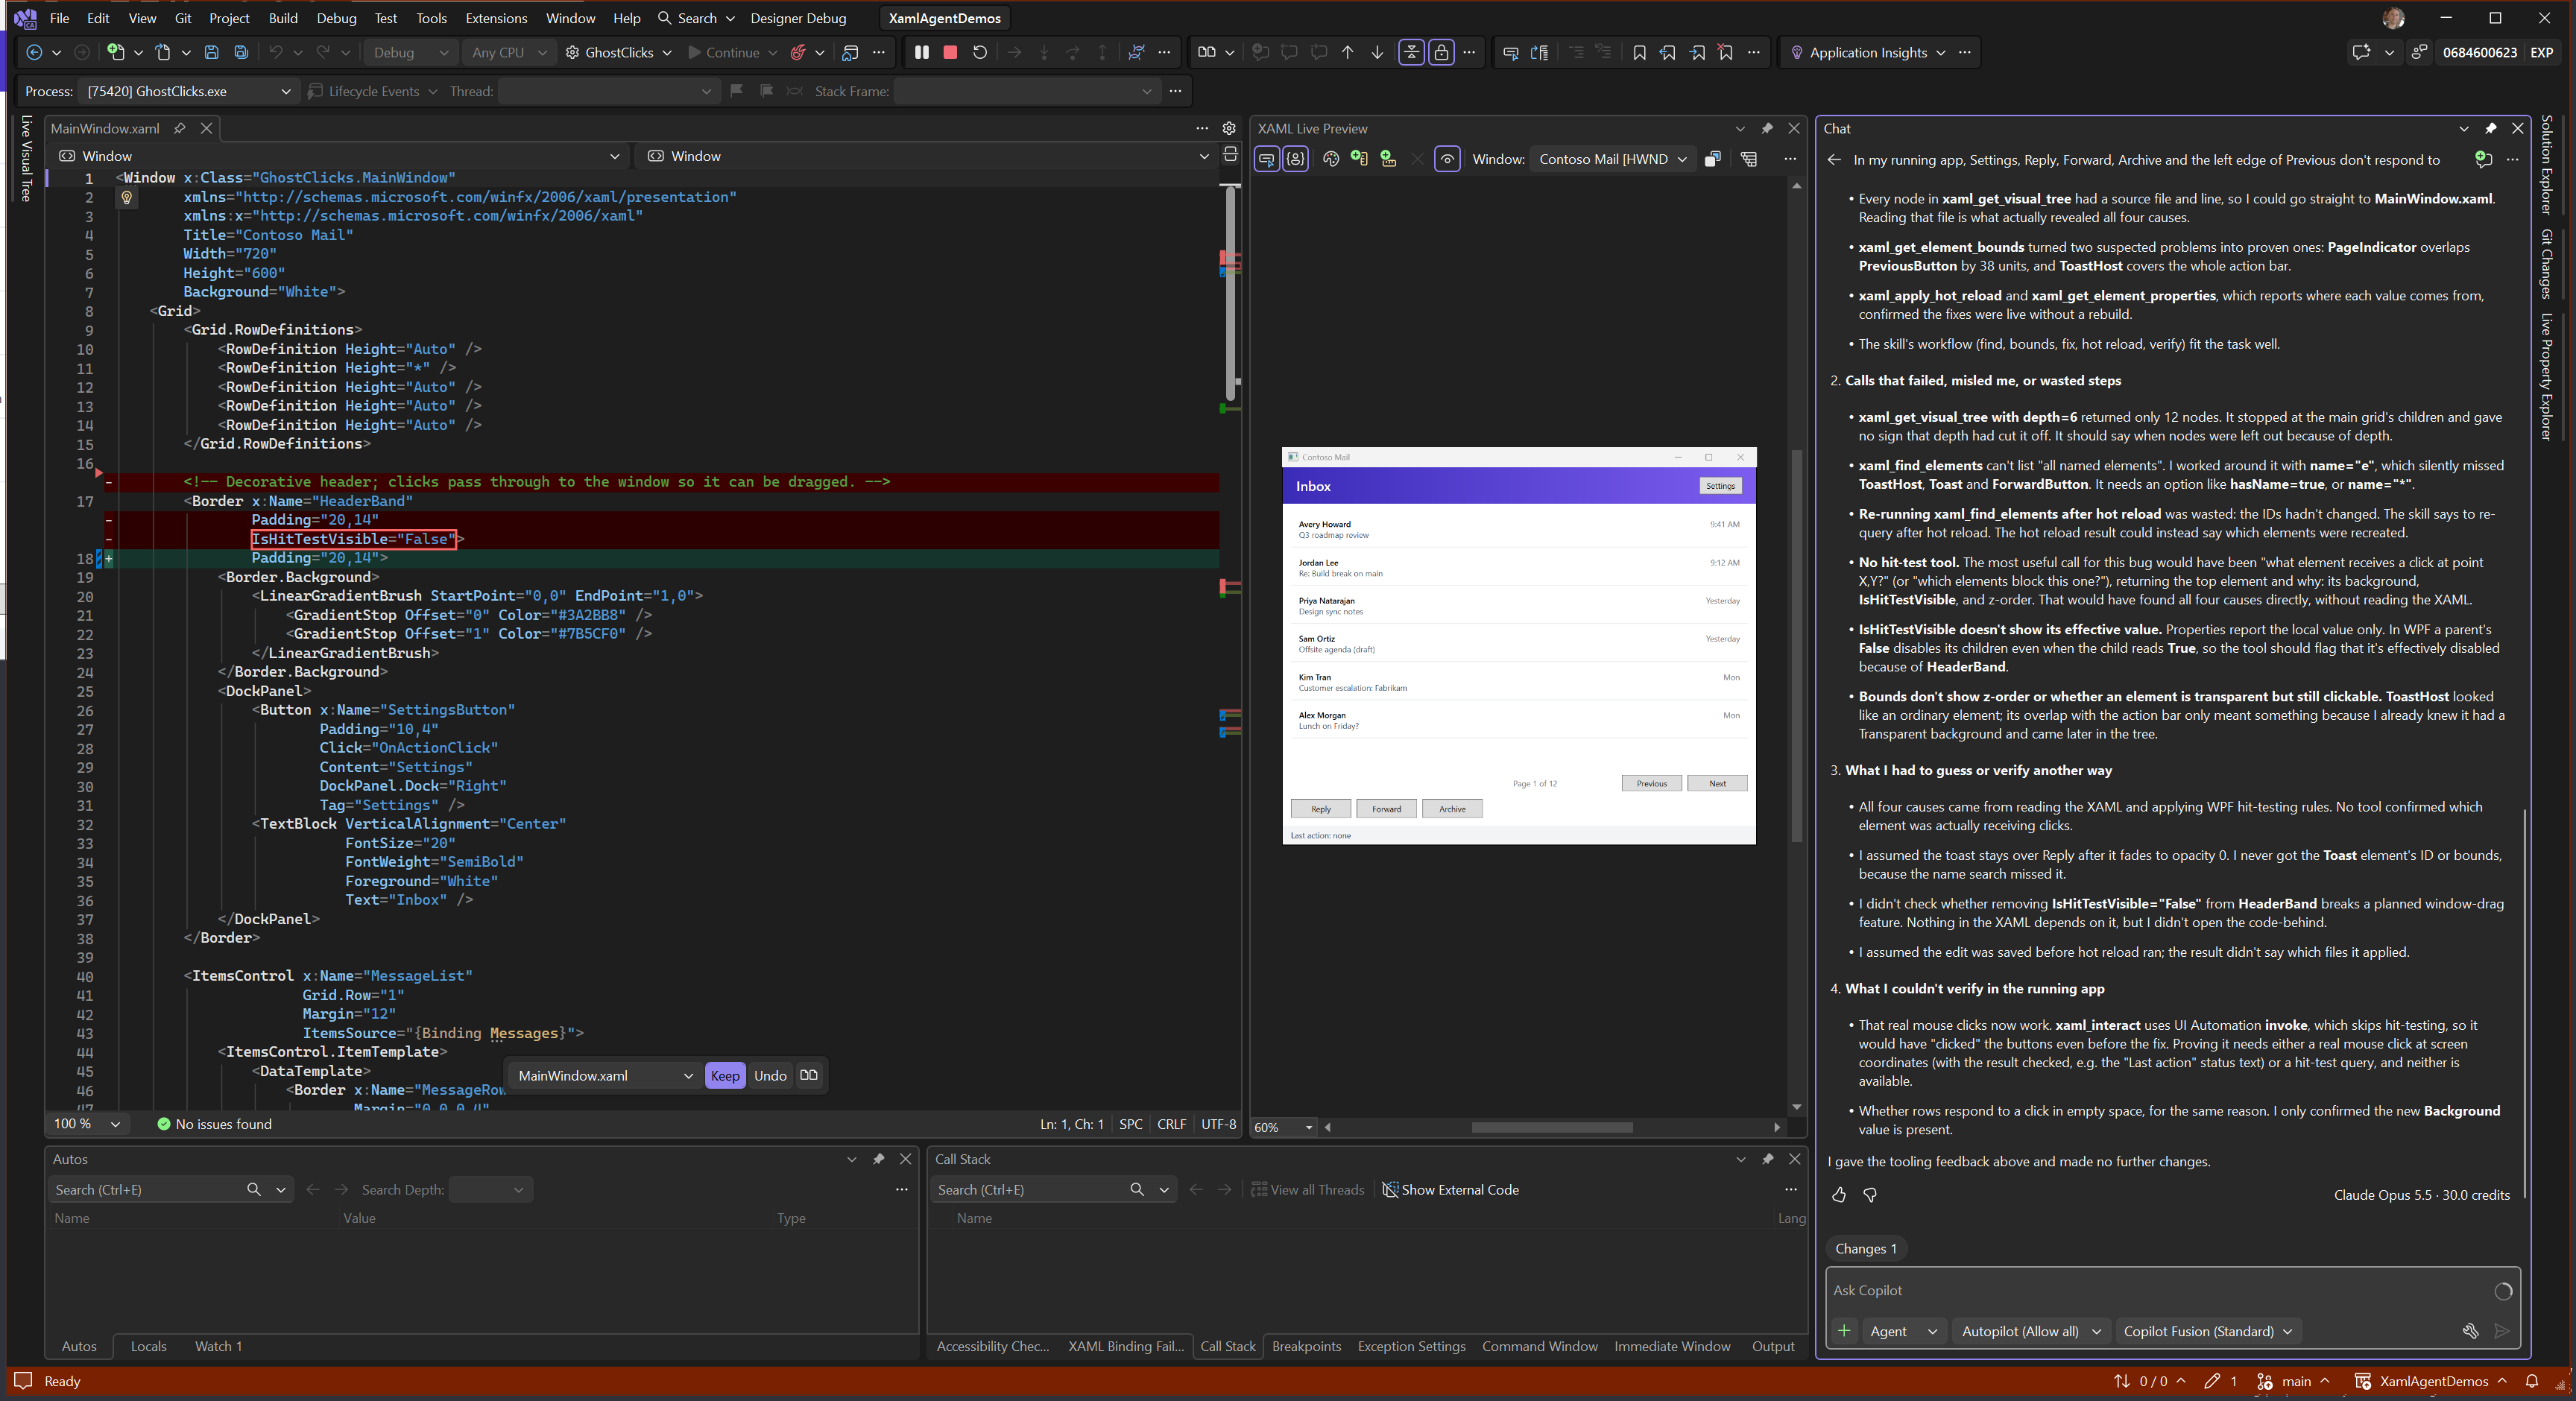 File Edit View Git Project Build Debug Test Tools Extensions Window Help Search Designer Debug XamlAgentDemos
Debug Any CPU GhostClicks Continue Application Insights 0684600623 EXP
Process: [75420] GhostClicks.exe Lifecycle Events Thread: Stack Frame:
Live Visual Tree
MainWindow.xaml
Window Window
1 <Window x:Class="GhostClicks.MainWindow"
2 xmlns="http://schemas.microsoft.com/winfx/2006/xaml/presentation"
3 xmlns:x="http://schemas.microsoft.com/winfx/2006/xaml"
4 Title="Contoso Mail"
5 Width="720"
6 Height="600"
7 Background="White">
8 <Grid>
9 <Grid.RowDefinitions>
10 <RowDefinition Height="Auto" />
11 <RowDefinition Height="*" />
12 <RowDefinition Height="Auto" />
13 <RowDefinition Height="Auto" />
14 <RowDefinition Height="Auto" />
15 </Grid.RowDefinitions>
16
- <!-- Decorative header; clicks pass through to the window so it can be dragged. -->
17 <Border x:Name="HeaderBand"
- Padding="20,14"
- IsHitTestVisible="False">
18 + Padding="20,14">
19 <Border.Background>
20 <LinearGradientBrush StartPoint="0,0" EndPoint="1,0">
21 <GradientStop Offset="0" Color="#3A2BB8" />
22 <GradientStop Offset="1" Color="#7B5CF0" />
23 </LinearGradientBrush>
24 </Border.Background>
25 <DockPanel>
26 <Button x:Name="SettingsButton"
27 Padding="10,4"
28 Click="OnActionClick"
29 Content="Settings"
30 DockPanel.Dock="Right"
31 Tag="Settings" />
32 <TextBlock VerticalAlignment="Center"
33 FontSize="20"
34 FontWeight="SemiBold"
35 Foreground="White"
36 Text="Inbox" />
37 </DockPanel>
38 </Border>
39
40 <ItemsControl x:Name="MessageList"
41 Grid.Row="1"
42 Margin="12"
43 ItemsSource="{Binding Messages}">
44 <ItemsControl.ItemTemplate>
45 <DataTemplate>
46 <Border x:Name="MessageRow
47 Margin="0,0,0,4"
MainWindow.xaml Keep Undo
100 % No issues found Ln: 1, Ch: 1 SPC CRLF UTF-8
XAML Live Preview
Window: Contoso Mail [HWND
Contoso Mail
Inbox Settings
Avery Howard 9:41 AM
Q3 roadmap review
Jordan Lee 9:12 AM
Re: Build break on main
Priya Natarajan Yesterday
Design sync notes
Sam Ortiz Yesterday
Offsite agenda (draft)
Kim Tran Mon
Customer escalation: Fabrikam
Alex Morgan Mon
Lunch on Friday?
Page 1 of 12 Previous Next
Reply Forward Archive
Last action: none
60%
Chat
In my running app, Settings, Reply, Forward, Archive and the left edge of Previous don't respond to
• Every node in xaml_get_visual_tree had a source file and line, so I could go straight to MainWindow.xaml.
Reading that file is what actually revealed all four causes.
• xaml_get_element_bounds turned two suspected problems into proven ones: PageIndicator overlaps
PreviousButton by 38 units, and ToastHost covers the whole action bar.
• xaml_apply_hot_reload and xaml_get_element_properties, which reports where each value comes from,
confirmed the fixes were live without a rebuild.
• The skill's workflow (find, bounds, fix, hot reload, verify) fit the task well.
2. Calls that failed, misled me, or wasted steps
• xaml_get_visual_tree with depth=6 returned only 12 nodes. It stopped at the main grid's children and gave
no sign that depth had cut it off. It should say when nodes were left out because of depth.
• xaml_find_elements can't list "all named elements". I worked around it with name="e", which silently missed
ToastHost, Toast and ForwardButton. It needs an option like hasName=true, or name="*".
• Re-running xaml_find_elements after hot reload was wasted: the IDs hadn't changed. The skill says to re-
query after hot reload. The hot reload result could instead say which elements were recreated.
• No hit-test tool. The most useful call for this bug would have been "what element receives a click at point
X,Y?" (or "which elements block this one?"), returning the top element and why: its background,
IsHitTestVisible, and z-order. That would have found all four causes directly, without reading the XAML.
• IsHitTestVisible doesn't show its effective value. Properties report the local value only. In WPF a parent's
False disables its children even when the child reads True, so the tool should flag that it's effectively disabled
because of HeaderBand.
• Bounds don't show z-order or whether an element is transparent but still clickable. ToastHost looked
like an ordinary element; its overlap with the action bar only meant something because I already knew it had a
Transparent background and came later in the tree.
3. What I had to guess or verify another way
• All four causes came from reading the XAML and applying WPF hit-testing rules. No tool confirmed which
element was actually receiving clicks.
• I assumed the toast stays over Reply after it fades to opacity 0. I never got the Toast element's ID or bounds,
because the name search missed it.
• I didn't check whether removing IsHitTestVisible="False" from HeaderBand breaks a planned window-drag
feature. Nothing in the XAML depends on it, but I didn't open the code-behind.
• I assumed the edit was saved before hot reload ran; the result didn't say which files it applied.
4. What I couldn't verify in the running app
• That real mouse clicks now work. xaml_interact uses UI Automation invoke, which skips hit-testing, so it
would have "clicked" the buttons even before the fix. Proving it needs either a real mouse click at screen
coordinates (with the result checked, e.g. the "Last action" status text) or a hit-test query, and neither is
available.
• Whether rows respond to a click in empty space, for the same reason. I only confirmed the new Background
value is present.
I gave the tooling feedback above and made no further changes.
Claude Opus 5.5 · 30.0 credits
Changes 1
Ask Copilot
Agent Autopilot (Allow all) Copilot Fusion (Standard)
Solution Explorer
Git Changes
Live Property Explorer
Autos
Search (Ctrl+E) Search Depth:
Name Value Type
Autos Locals Watch 1
Call Stack
Search (Ctrl+E) View all Threads Show External Code
Name Lang
Accessibility Chec... XAML Binding Fail... Call Stack Breakpoints Exception Settings Command Window Immediate Window Output
Ready 0 / 0 1 main XamlAgentDemos